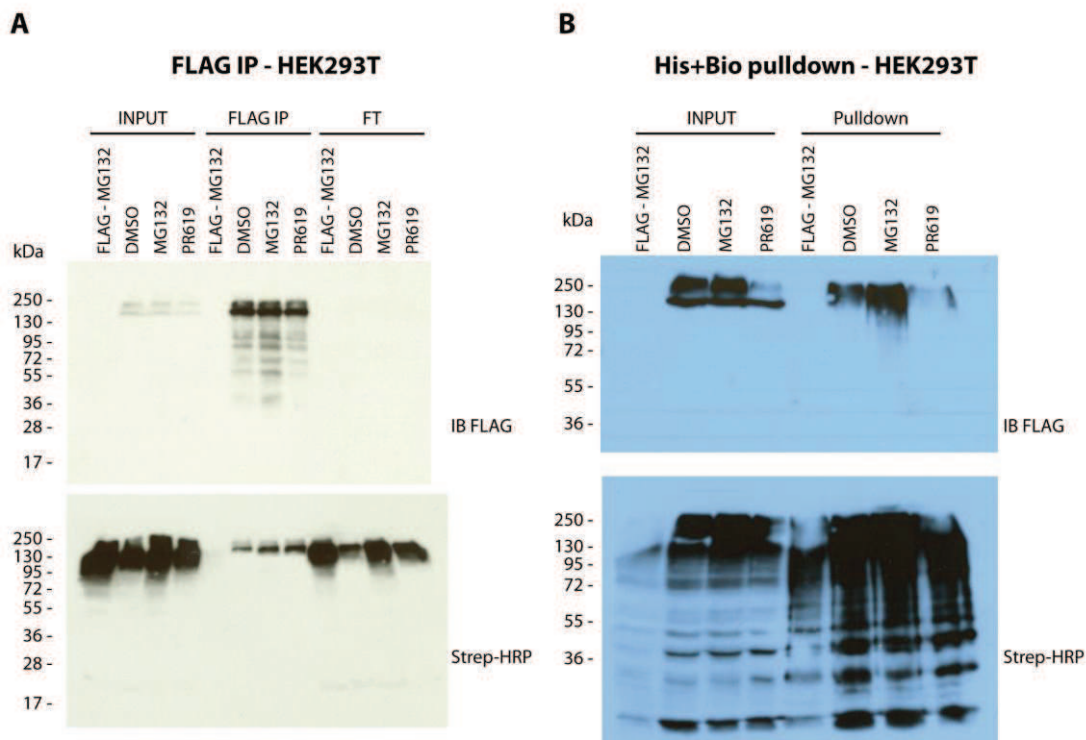 A
FLAG IP - HEK293T
INPUT FLAG IP FT
FLAG - MG132
DMSO
MG132
PR619
FLAG - MG132
DMSO
MG132
PR619
FLAG - MG132
DMSO
MG132
PR619
kDa
250 -
130 -
95 -
72 -
55 -
36 -
28 -
17 -
IB FLAG
250 -
130 -
95 -
72 -
55 -
36 -
28 -
17 -
Strep-HRP
B
His+Bio pulldown - HEK293T
INPUT Pulldown
FLAG - MG132
DMSO
MG132
PR619
FLAG - MG132
DMSO
MG132
PR619
kDa
250 -
130 -
95 -
72 -
55 -
36 -
IB FLAG
250 -
130 -
95 -
72 -
55 -
36 -
Strep-HRP